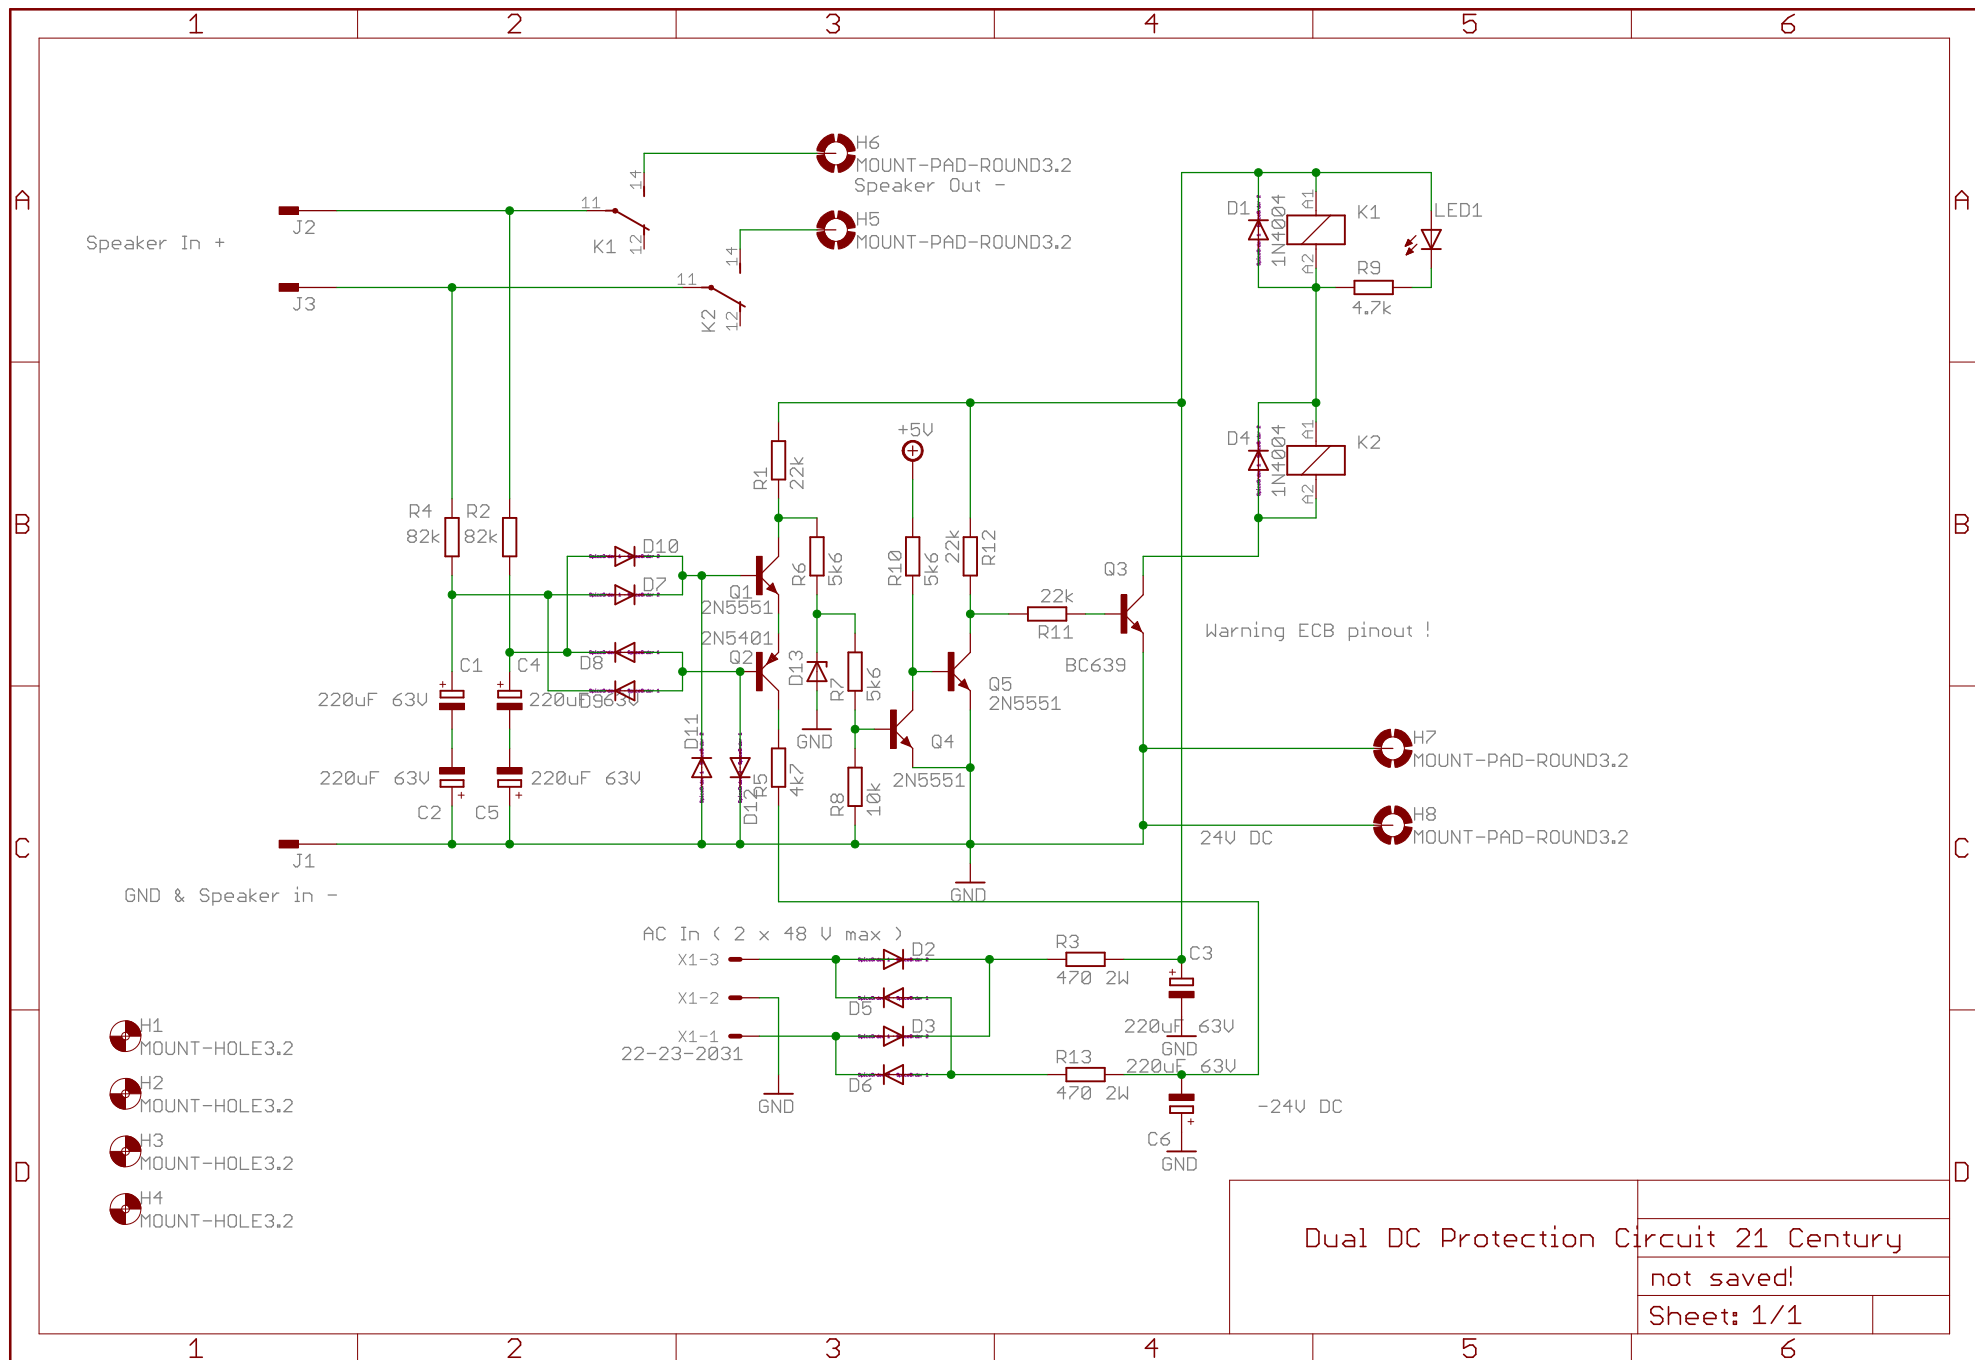 1 2 3 4 5 6
A A
B B
C C
D D
H6
MOUNT-PAD-ROUND3.2
Speaker Out -
H5
MOUNT-PAD-ROUND3.2
J2
Speaker In +
J3
11
14
12
K1
11
14
12
K2
D1
1N4004
A1
A2
K1
LED1
R9
4.7k
D4
1N4004
A1
A2
K2
+5V
R1
22k
R4
82k
R2
82k
D10
D7
D8
D9
Q1
2N5551
2N5401
Q2
R6
5k6
R10
5k6
22k
R12
Q3
22k
R11
BC639
Warning ECB pinout !
C1
220uF 63V
C4
220uF 63V
220uF 63V
C2
220uF 63V
C5
D11
D12
R5
4k7
D13
GND
R7
5k6
R8
10k
Q4
2N5551
Q5
2N5551
H7
MOUNT-PAD-ROUND3.2
H8
MOUNT-PAD-ROUND3.2
24V DC
J1
GND & Speaker in -
GND
AC In ( 2 x 48 V max )
X1-3
X1-2
X1-1
22-23-2031
GND
D2
D5
D3
D6
R3
470 2W
C3
220uF 63V
GND
R13
470 2W
220uF 63V
C6
GND
-24V DC
H1
MOUNT-HOLE3.2
H2
MOUNT-HOLE3.2
H3
MOUNT-HOLE3.2
H4
MOUNT-HOLE3.2
Dual DC Protection Circuit 21 Century
not saved!
Sheet: 1/1
1 2 3 4 5 6